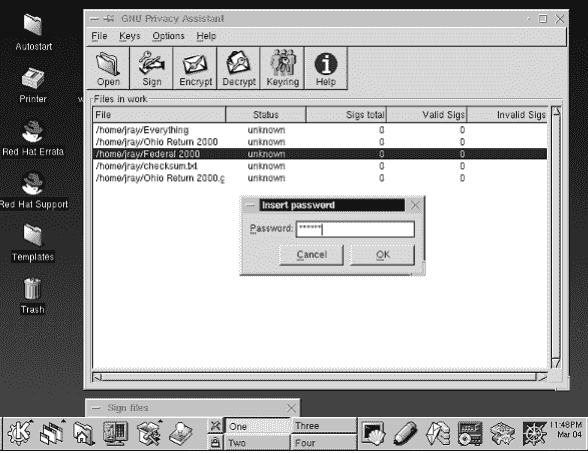 GNU Privacy Assistant
File Keys Options Help
Open Sign Encrypt Decrypt Keyring Help
Files in work
File Status Sigs total Valid Sigs Invalid Sigs
/home/jray/Everything unknown 0 0
/home/jray/Ohio Return 2000 unknown 0 0
/home/jray/Federal 2000 unknown 0 0
/home/jray/checksum.txt unknown 0 0
/home/jray/Ohio Return 2000.g unknown 0 0
Insert password
Password: ******
Cancel OK
Autostart
Printer
Red Hat Errata
Red Hat Support
Templates
Trash
Sign files
One Three
Two Four
11:48PM
Mar 04